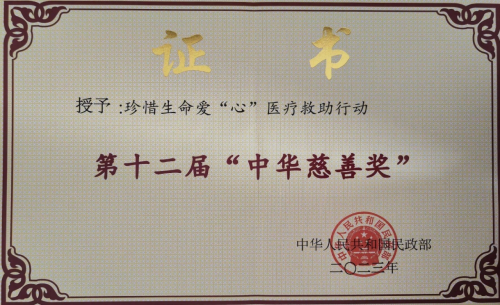 证 书
授予:珍惜生命爱“心”医疗救助行动
第十二届“中华慈善奖”
中华人民共和国民政部
二〇二三年